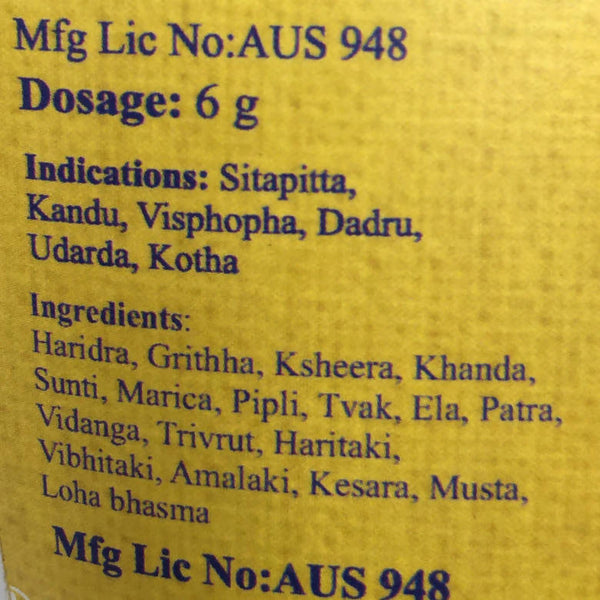 Mfg Lic No:AUS 948
Dosage: 6 g
Indications: Sitapitta,
Kandu, Visphopha, Dadru,
Udarda, Kotha
Ingredients:
Haridra, Grithha, Ksheera, Khanda,
Sunti, Marica, Pipli, Tvak, Ela, Patra,
Vidanga, Trivrut, Haritaki,
Vibhitaki, Amalaki, Kesara, Musta,
Loha bhasma
Mfg Lic No:AUS 948